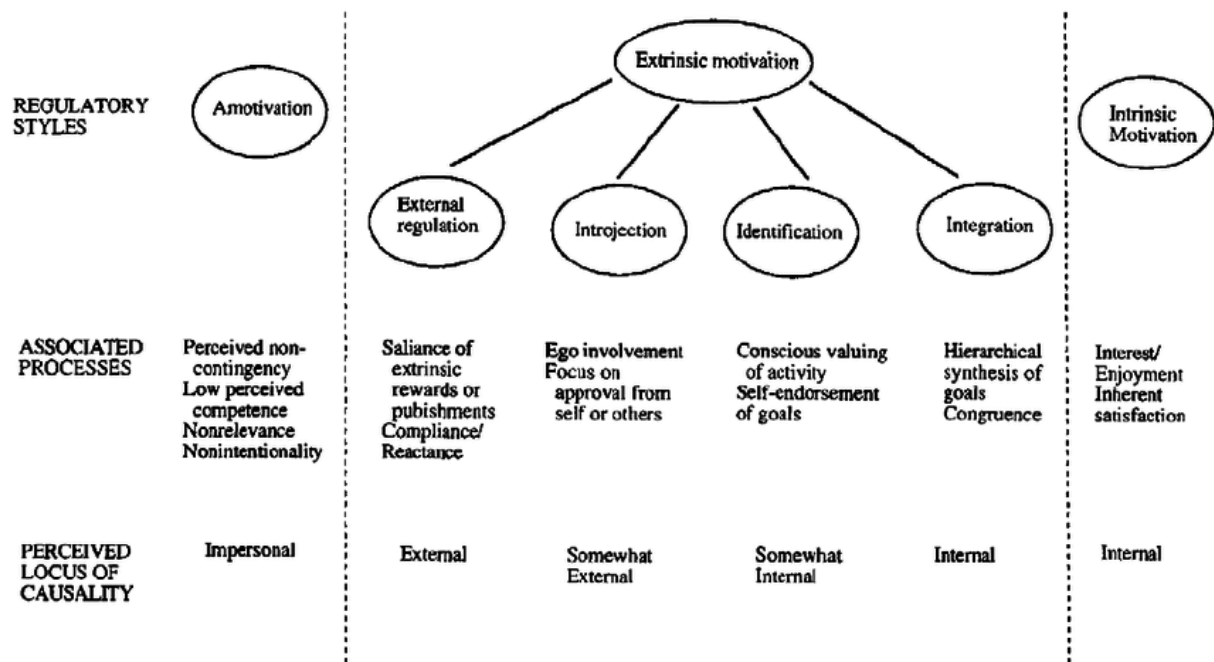 Extrinsic motivation
REGULATORY
STYLES
Amotivation
Intrinsic
Motivation
External
regulation
Introjection
Identification
Integration
ASSOCIATED
PROCESSES
Perceived non-
contingency
Low perceived
competence
Nonrelevance
Nonintentionality
Saliance of
extrinsic
rewards or
pubishments
Compliance/
Reactance
Ego involvement
Focus on
approval from
self or others
Conscious valuing
of activity
Self-endorsement
of goals
Hierarchical
synthesis of
goals
Congruence
Interest/
Enjoyment
Inherent
satisfaction
PERCEIVED
LOCUS OF
CAUSALITY
Impersonal
External
Somewhat
External
Somewhat
Internal
Internal
Internal